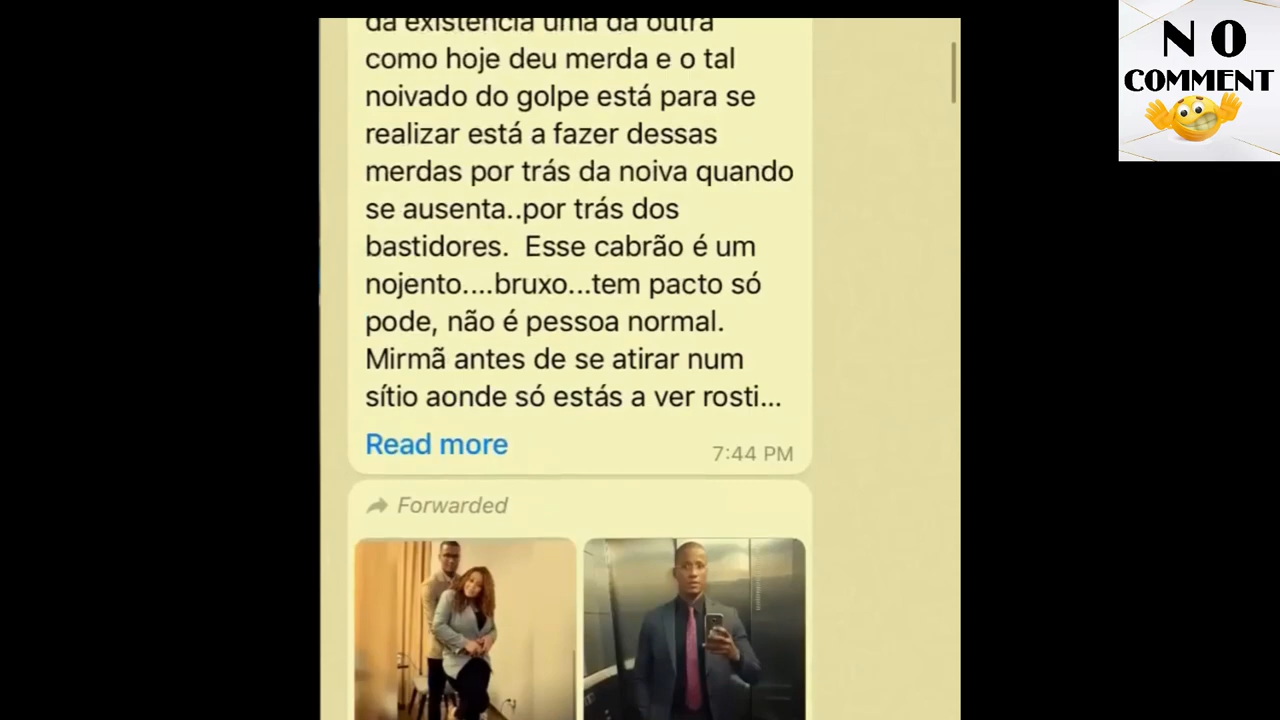 da existência uma da outra
como hoje deu merda e o tal
noivado do golpe está para se
realizar está a fazer dessas
merdas por trás da noiva quando
se ausenta..por trás dos
bastidores.  Esse cabrão é um
nojento....bruxo...tem pacto só
pode, não é pessoa normal.
Mirmã antes de se atirar num
sítio aonde só estás a ver rosti...
Read more
7:44 PM
Forwarded
NO
COMMENT